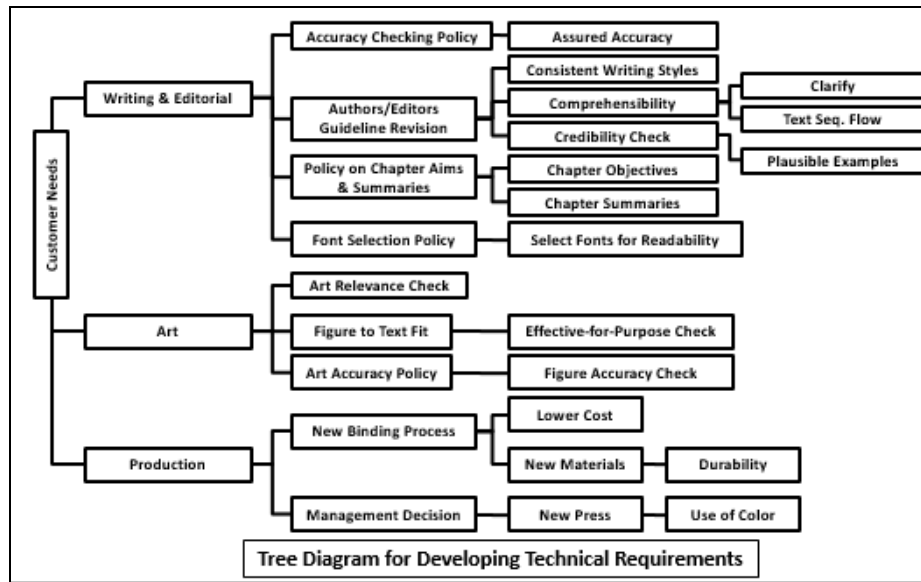 Accuracy Checking Policy
Assured Accuracy
Consistent Writing Styles
Clarify
Writing & Editorial
Authors/Editors
Guideline Revision
Comprehensibility
Text Seq. Flow
Credibility Check
Policy on Chapter Aims
& Summaries
Chapter Objectives
Plausible Examples
Chapter Summaries
Customer Needs
Font Selection Policy
Select Fonts for Readability
Art Relevance Check
Art
Figure to Text Fit
Effective-for-Purpose Check
Art Accuracy Policy
Figure Accuracy Check
Lower Cost
New Binding Process
Production
New Materials
Durability
Management Decision
New Press
Use of Color
Tree Diagram for Developing Technical Requirements